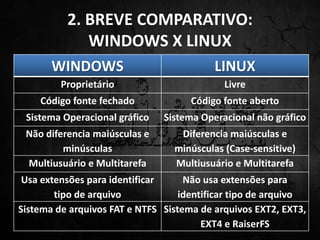 2. BREVE COMPARATIVO:
WINDOWS X LINUX
WINDOWS LINUX
Proprietário Livre
Código fonte fechado Código fonte aberto
Sistema Operacional gráfico Sistema Operacional não gráfico
Não diferencia maiúsculas e Diferencia maiúsculas e
minúsculas minúsculas (Case-sensitive)
Multiusuário e Multitarefa Multiusuário e Multitarefa
Usa extensões para identificar Não usa extensões para
tipo de arquivo identificar tipo de arquivo
Sistema de arquivos FAT e NTFS Sistema de arquivos EXT2, EXT3,
EXT4 e RaiserFS